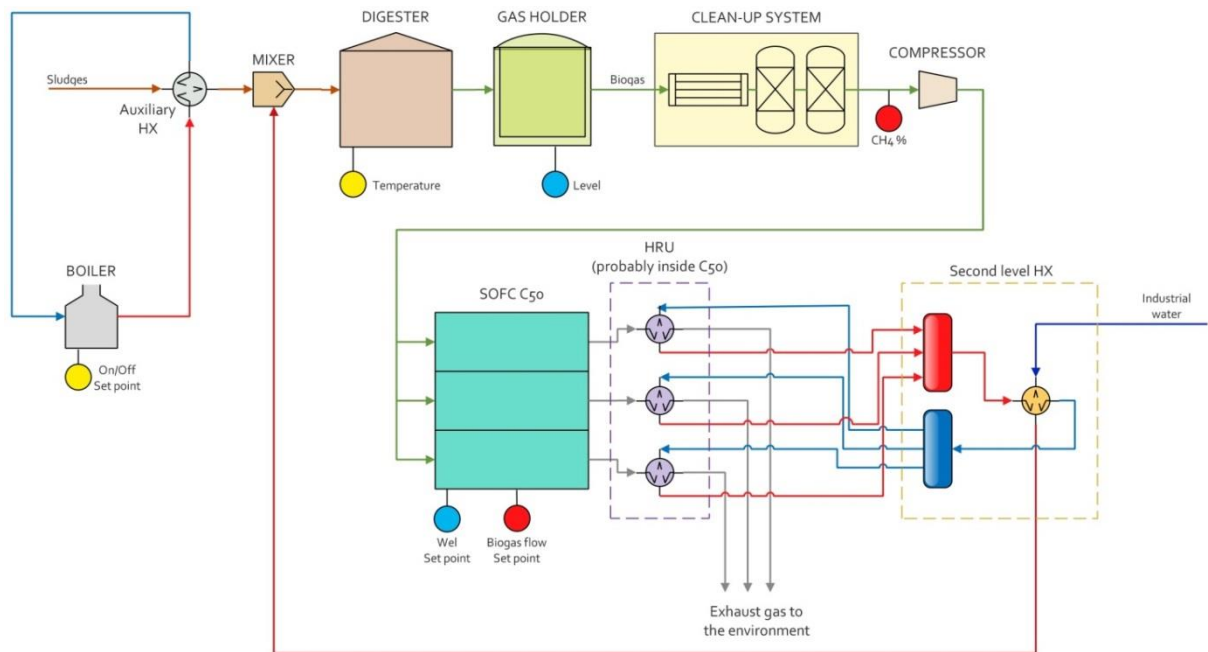 DIGESTER
GAS HOLDER
CLEAN-UP SYSTEM
COMPRESSOR
MIXER
Sludges
Auxiliary
HX
Biogas
CH4 %
Temperature
Level
BOILER
On/Off
Set point
SOFC C50
HRU
(probably inside C50)
Second level HX
Industrial
water
Wel
Set point
Biogas flow
Set point
Exhaust gas to
the environment